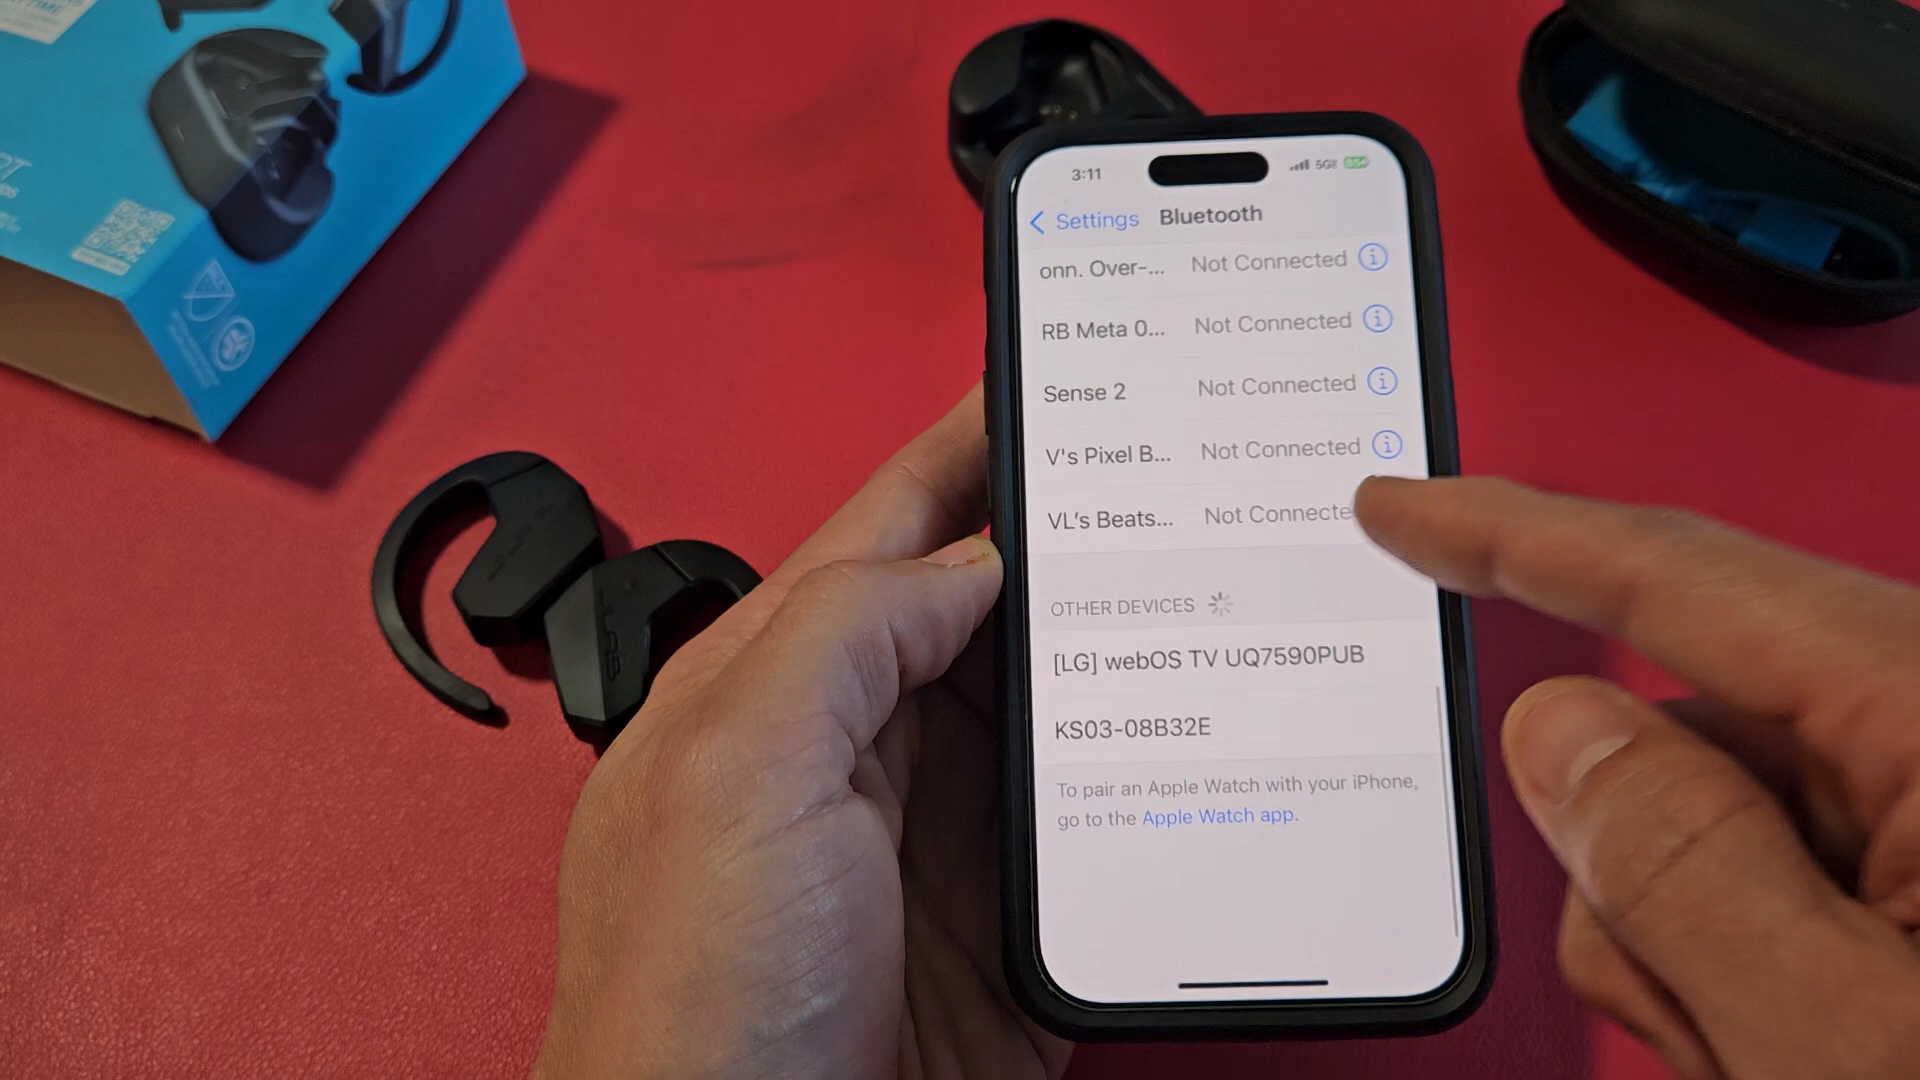 3:11
5G
Settings
Bluetooth
onn. Over-... Not Connected
RB Meta 0... Not Connected
Sense 2 Not Connected
V's Pixel B... Not Connected
VL's Beats... Not Connecte
OTHER DEVICES
[LG] webOS TV UQ7590PUB
KS03-08B32E
To pair an Apple Watch with your iPhone,
go to the Apple Watch app.
JLAB